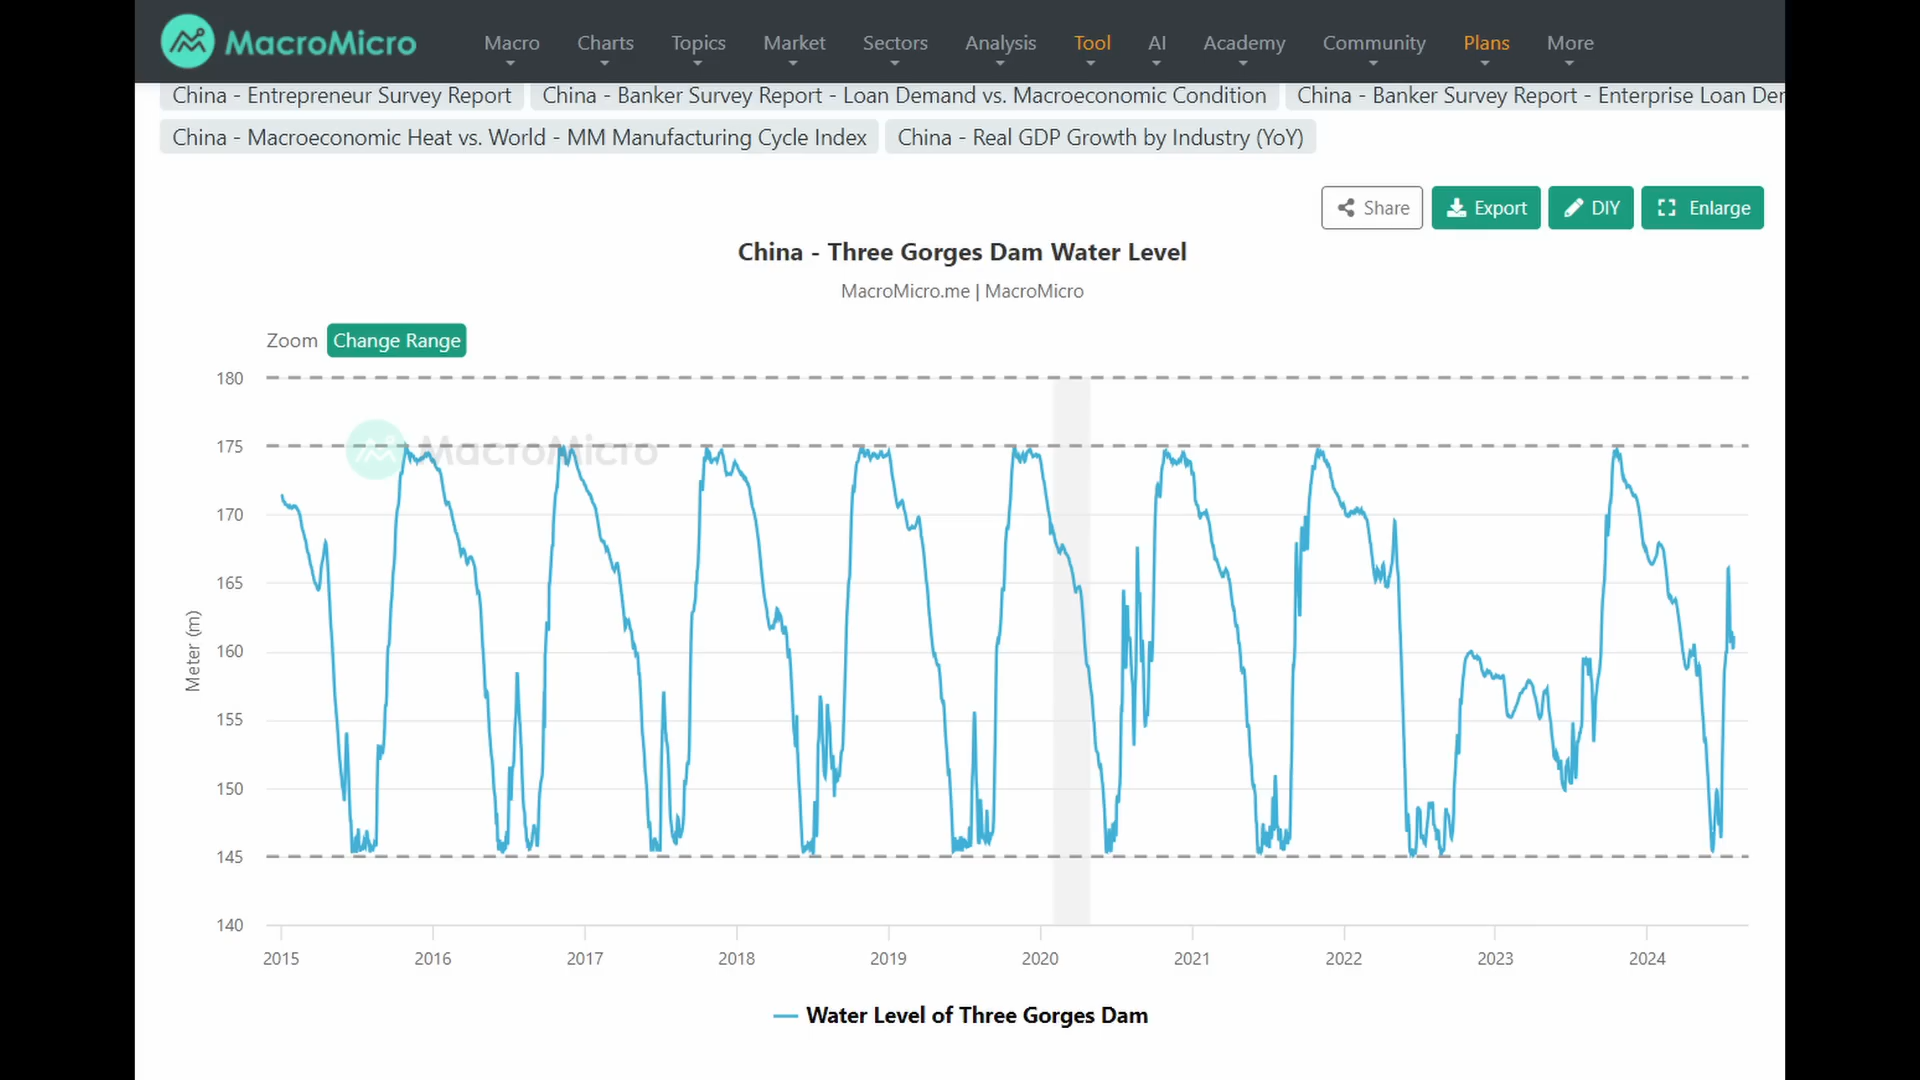 MacroMicro
Macro Charts Topics Market Sectors Analysis Tool AI Academy Community Plans More
China - Entrepreneur Survey Report China - Banker Survey Report - Loan Demand vs. Macroeconomic Condition China - Banker Survey Report - Enterprise Loan Der
China - Macroeconomic Heat vs. World - MM Manufacturing Cycle Index China - Real GDP Growth by Industry (YoY)
Share Export DIY Enlarge
China - Three Gorges Dam Water Level
MacroMicro.me | MacroMicro
Zoom Change Range
180
MacroMicro
175
170
165
160
155
150
145
140
Meter (m)
2015 2016 2017 2018 2019 2020 2021 2022 2023 2024
Water Level of Three Gorges Dam